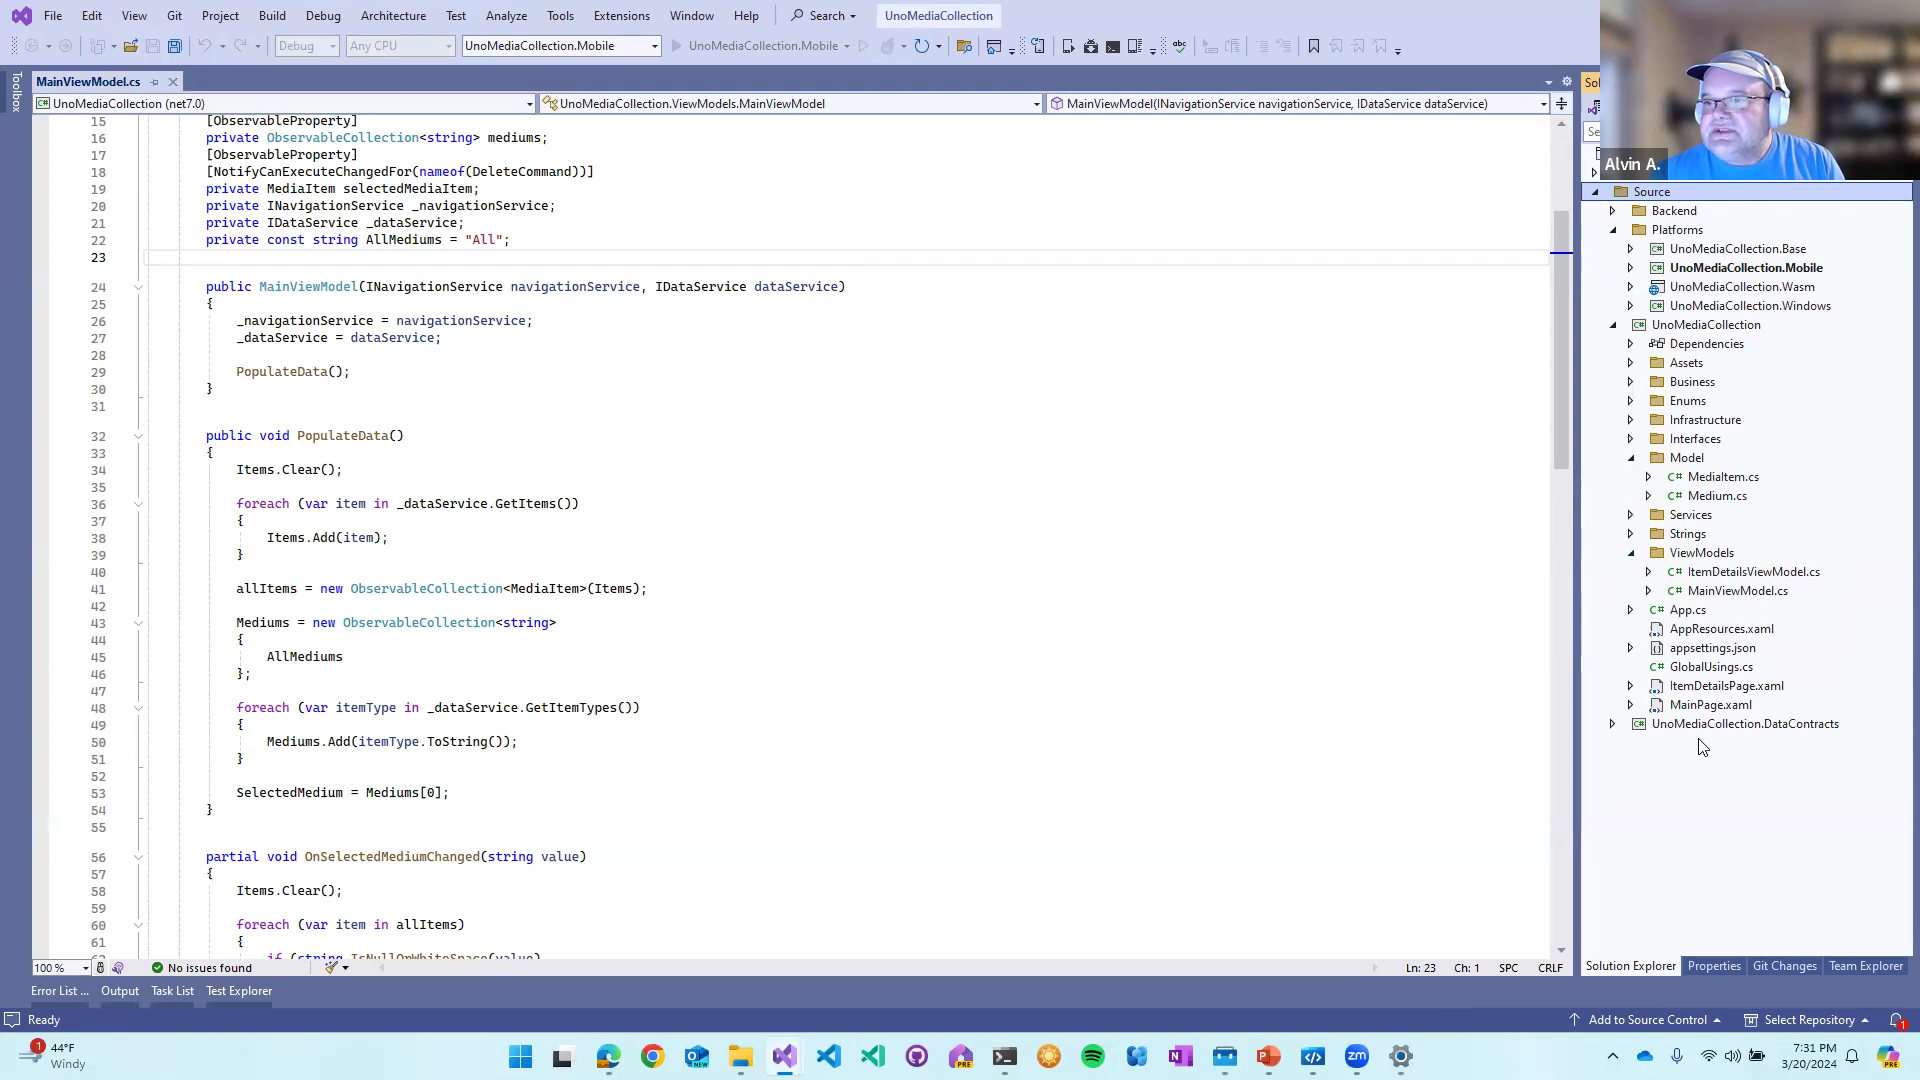 File Edit View Git Project Build Debug Architecture Test Analyze Tools Extensions Window Help Search UnoMediaCollection
Debug Any CPU UnoMediaCollection.Mobile UnoMediaCollection.Mobile
Toolbox
MainViewModel.cs
UnoMediaCollection (net7.0) UnoMediaCollection.ViewModels.MainViewModel MainViewModel(INavigationService navigationService, IDataService dataService)
15 [ObservableProperty]
16 private ObservableCollection<string> mediums;
17 [ObservableProperty]
18 [NotifyCanExecuteChangedFor(nameof(DeleteCommand))]
19 private MediaItem selectedMediaItem;
20 private INavigationService _navigationService;
21 private IDataService _dataService;
22 private const string AllMediums = "All";
23
24 public MainViewModel(INavigationService navigationService, IDataService dataService)
25 {
26 _navigationService = navigationService;
27 _dataService = dataService;
28
29 PopulateData();
30 }
31
32 public void PopulateData()
33 {
34 Items.Clear();
35
36 foreach (var item in _dataService.GetItems())
37 {
38 Items.Add(item);
39 }
40
41 allItems = new ObservableCollection<MediaItem>(Items);
42
43 Mediums = new ObservableCollection<string>
44 {
45 AllMediums
46 };
47
48 foreach (var itemType in _dataService.GetItemTypes())
49 {
50 Mediums.Add(itemType.ToString());
51 }
52
53 SelectedMedium = Mediums[0];
54 }
55
56 partial void OnSelectedMediumChanged(string value)
57 {
58 Items.Clear();
59
60 foreach (var item in allItems)
61 {
if (string.IsNullOrWhiteSpace(value)
100 % No issues found Ln: 23 Ch: 1 SPC CRLF
Error List ... Output Task List Test Explorer
Sol
Se
Alvin A.
Source
Backend
Platforms
UnoMediaCollection.Base
UnoMediaCollection.Mobile
UnoMediaCollection.Wasm
UnoMediaCollection.Windows
UnoMediaCollection
Dependencies
Assets
Business
Enums
Infrastructure
Interfaces
Model
C# MediaItem.cs
C# Medium.cs
Services
Strings
ViewModels
C# ItemDetailsViewModel.cs
C# MainViewModel.cs
C# App.cs
AppResources.xaml
appsettings.json
C# GlobalUsings.cs
ItemDetailsPage.xaml
MainPage.xaml
UnoMediaCollection.DataContracts
Solution Explorer Properties Git Changes Team Explorer
Ready Add to Source Control Select Repository 1
1 44°F
Windy
7:31 PM
3/20/2024